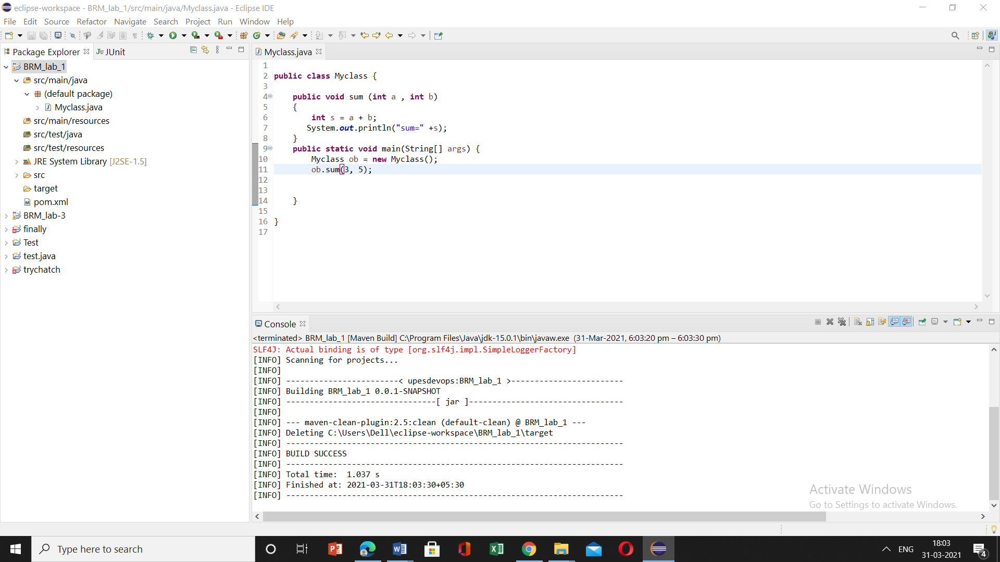 eclipse-workspace - BRM_lab_1/src/main/java/Myclass.java - Eclipse IDE
File Edit Source Refactor Navigate Search Project Run Window Help
Package Explorer JUnit
BRM_lab_1
src/main/java
(default package)
Myclass.java
src/main/resources
src/test/java
src/test/resources
JRE System Library [J2SE-1.5]
src
target
pom.xml
BRM_lab-3
finally
Test
test.java
trychatch
Myclass.java
1
2 public class Myclass {
3
4 public void sum (int a , int b)
5 {
6 int s = a + b;
7 System.out.println("sum=" +s);
8 }
9 public static void main(String[] args) {
10 Myclass ob = new Myclass();
11 ob.sum(3, 5);
12
13
14 }
15
16 }
17
Console
<terminated> BRM_lab_1 [Maven Build] C:\Program Files\Java\jdk-15.0.1\bin\javaw.exe (31-Mar-2021, 6:03:20 pm – 6:03:30 pm)
SLF4J: Actual binding is of type [org.slf4j.impl.SimpleLoggerFactory]
[INFO] Scanning for projects...
[INFO]
[INFO] ------------------------< upesdevops:BRM_lab_1 >------------------------
[INFO] Building BRM_lab_1 0.0.1-SNAPSHOT
[INFO] --------------------------------[ jar ]---------------------------------
[INFO]
[INFO] --- maven-clean-plugin:2.5:clean (default-clean) @ BRM_lab_1 ---
[INFO] Deleting C:\Users\Dell\eclipse-workspace\BRM_lab_1\target
[INFO] ------------------------------------------------------------------------
[INFO] BUILD SUCCESS
[INFO] ------------------------------------------------------------------------
[INFO] Total time:  1.037 s
[INFO] Finished at: 2021-03-31T18:03:30+05:30
[INFO] ------------------------------------------------------------------------
Activate Windows
Go to Settings to activate Windows.
Type here to search
ENG
18:03
31-03-2021
4